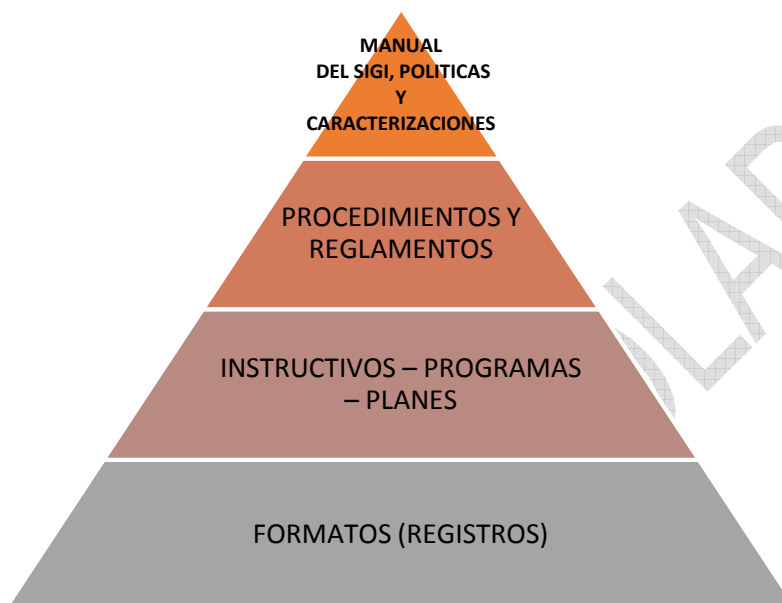 MANUAL
DEL SIGI, POLITICAS
Y
CARACTERIZACIONES
PROCEDIMIENTOS Y
REGLAMENTOS
INSTRUCTIVOS – PROGRAMAS
– PLANES
FORMATOS (REGISTROS)